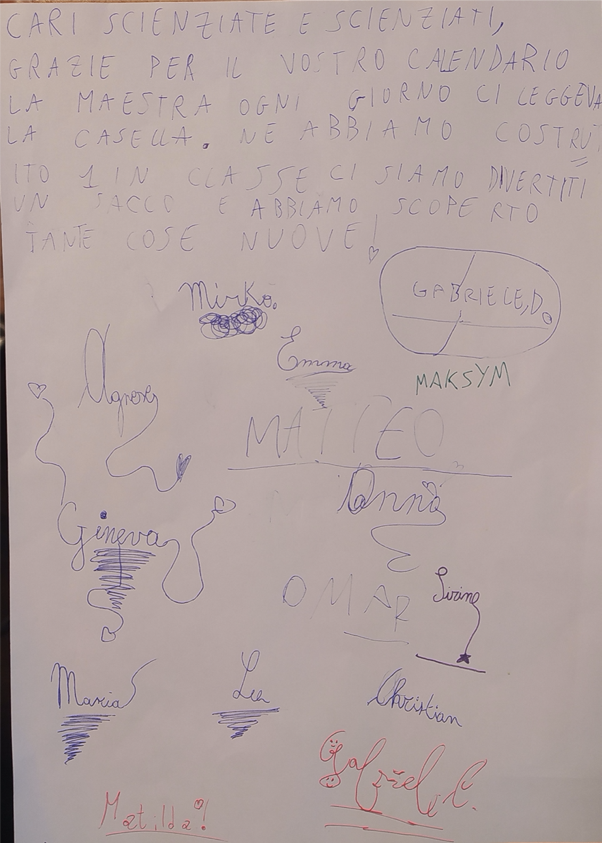 CARI SCIENZIATE E SCIENZIATI,
GRAZIE PER IL VOSTRO CALENDARIO
LA MAESTRA OGNI GIORNO CI LEGGEVA
LA CASELLA. NE ABBIAMO COSTRU
ITO 1 IN CLASSE CI SIAMO DIVERTITI
UN SACCO E ABBIAMO SCOPERTO
TANTE COSE NUOVE!
Mirko.
GABRIELE, D.
Emma
Agnese
MAKSYM
MATTEO
Anna
Ginevra
OMAR
Maria
Lea
Christian
Gabriele C.
Matilda!